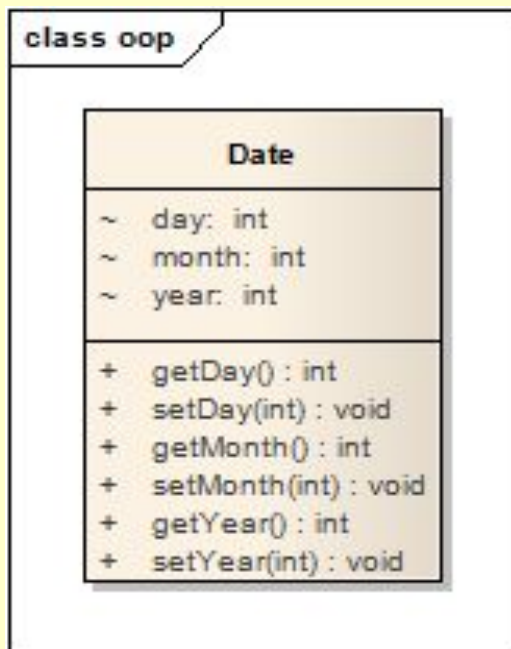 class oop
Date
~ day: int
~ month: int
~ year: int
+ getDay() : int
+ setDay(int) : void
+ getMonth() : int
+ setMonth(int) : void
+ getYear() : int
+ setYear(int) : void